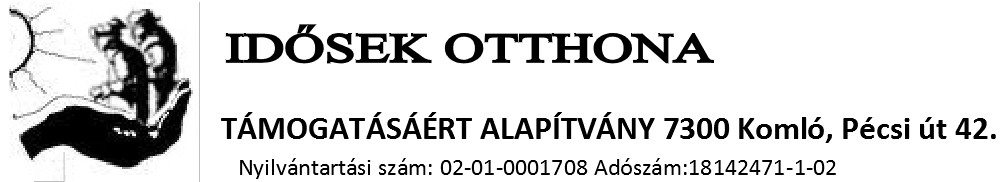 IDŐSEK OTTHONA
TÁMOGATÁSÁÉRT ALAPÍTVÁNY 7300 Komló, Pécsi út 42.
Nyilvántartási szám: 02-01-0001708 Adószám:18142471-1-02